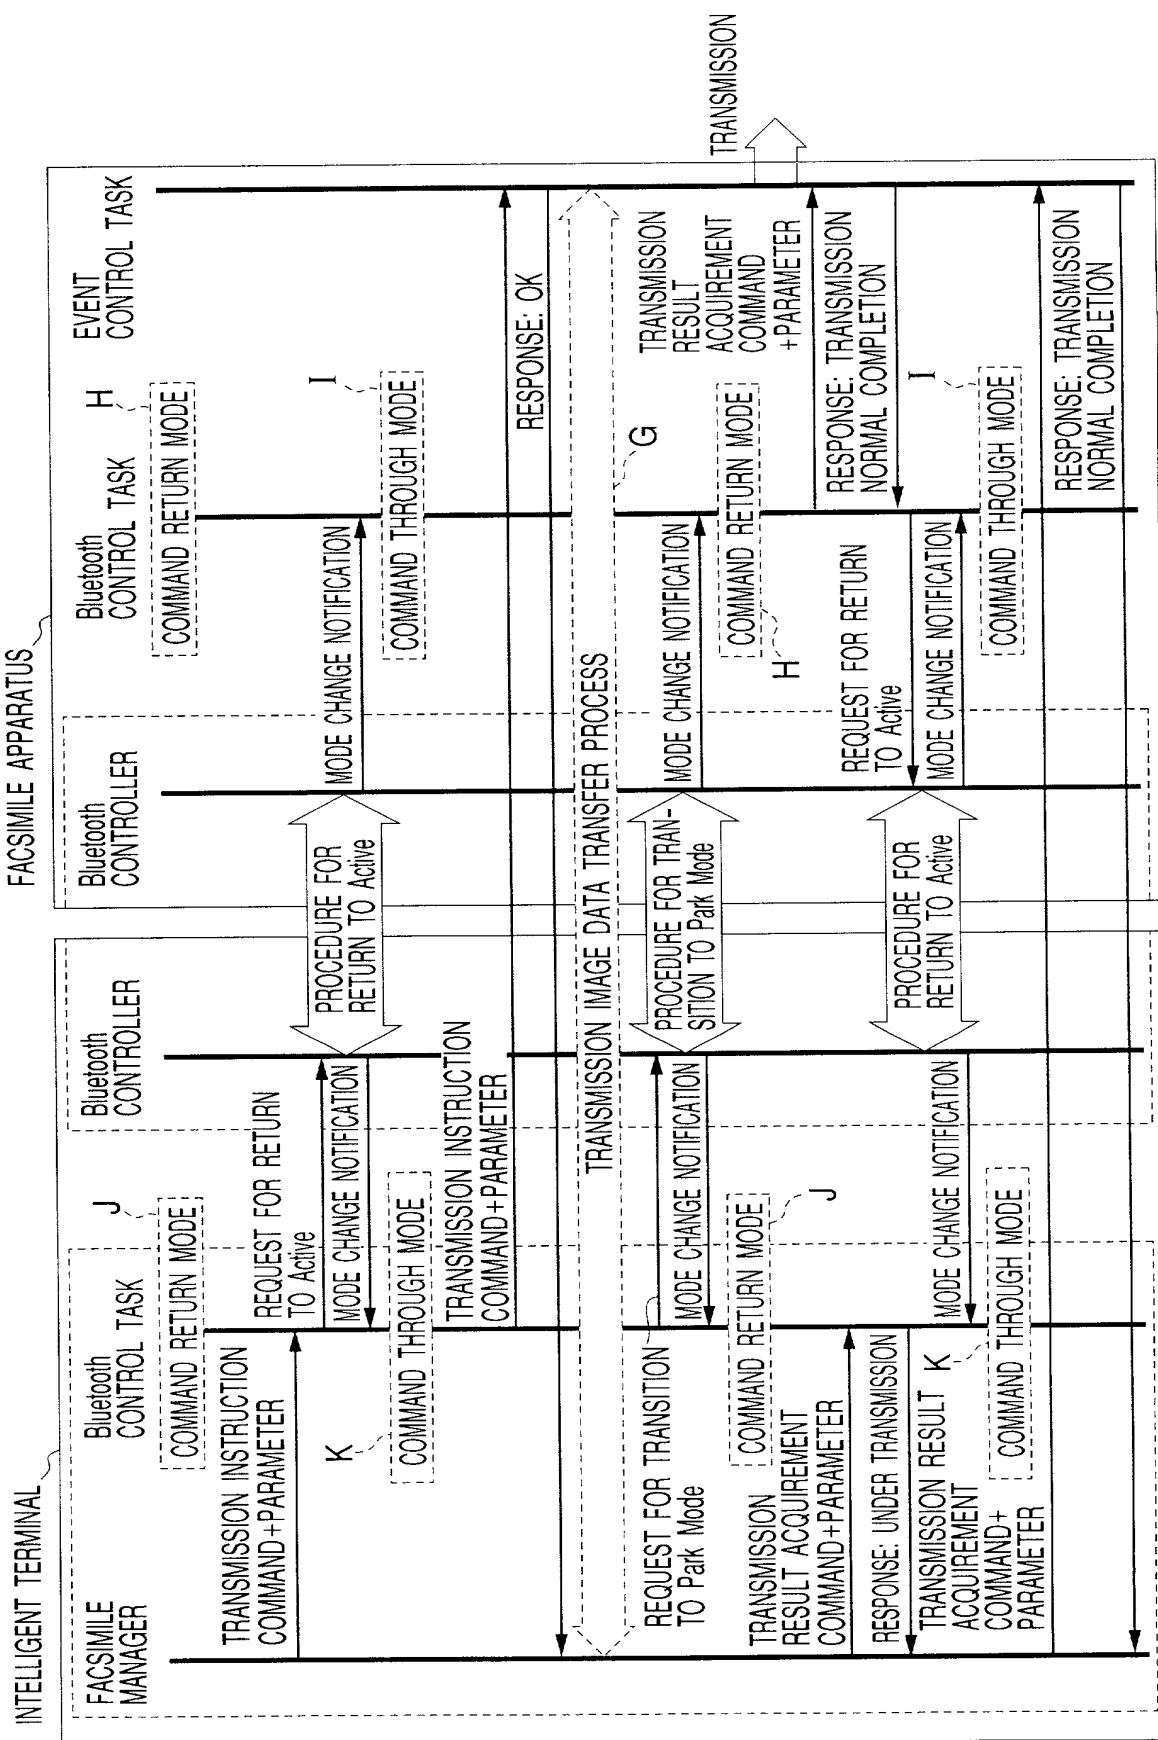 INTELLIGENT TERMINAL
FACSIMILE APPARATUS
FACSIMILE
MANAGER
Bluetooth
CONTROL TASK
Bluetooth
CONTROLLER
Bluetooth
CONTROLLER
Bluetooth
CONTROL TASK
EVENT
CONTROL TASK
J
COMMAND RETURN MODE
H
COMMAND RETURN MODE
TRANSMISSION INSTRUCTION
COMMAND+PARAMETER
REQUEST FOR RETURN
TO Active
PROCEDURE FOR
RETURN TO Active
MODE CHANGE NOTIFICATION
MODE CHANGE NOTIFICATION
K
COMMAND THROUGH MODE
I
COMMAND THROUGH MODE
TRANSMISSION INSTRUCTION
COMMAND+PARAMETER
RESPONSE: OK
TRANSMISSION IMAGE DATA TRANSFER PROCESS
G
REQUEST FOR TRANSITION
TO Park Mode
PROCEDURE FOR TRAN-
SITION TO Park Mode
MODE CHANGE NOTIFICATION
MODE CHANGE NOTIFICATION
COMMAND RETURN MODE
J
COMMAND RETURN MODE
H
TRANSMISSION
RESULT
ACQUIREMENT
COMMAND
+PARAMETER
TRANSMISSION
TRANSMISSION
RESULT ACQUIREMENT
COMMAND+PARAMETER
RESPONSE: UNDER TRANSMISSION
RESPONSE: TRANSMISSION
NORMAL COMPLETION
REQUEST FOR RETURN
TO Active
PROCEDURE FOR
RETURN TO Active
MODE CHANGE NOTIFICATION
MODE CHANGE NOTIFICATION
K
COMMAND THROUGH MODE
I
COMMAND THROUGH MODE
TRANSMISSION RESULT
ACQUIREMENT
COMMAND+
PARAMETER
RESPONSE: TRANSMISSION
NORMAL COMPLETION